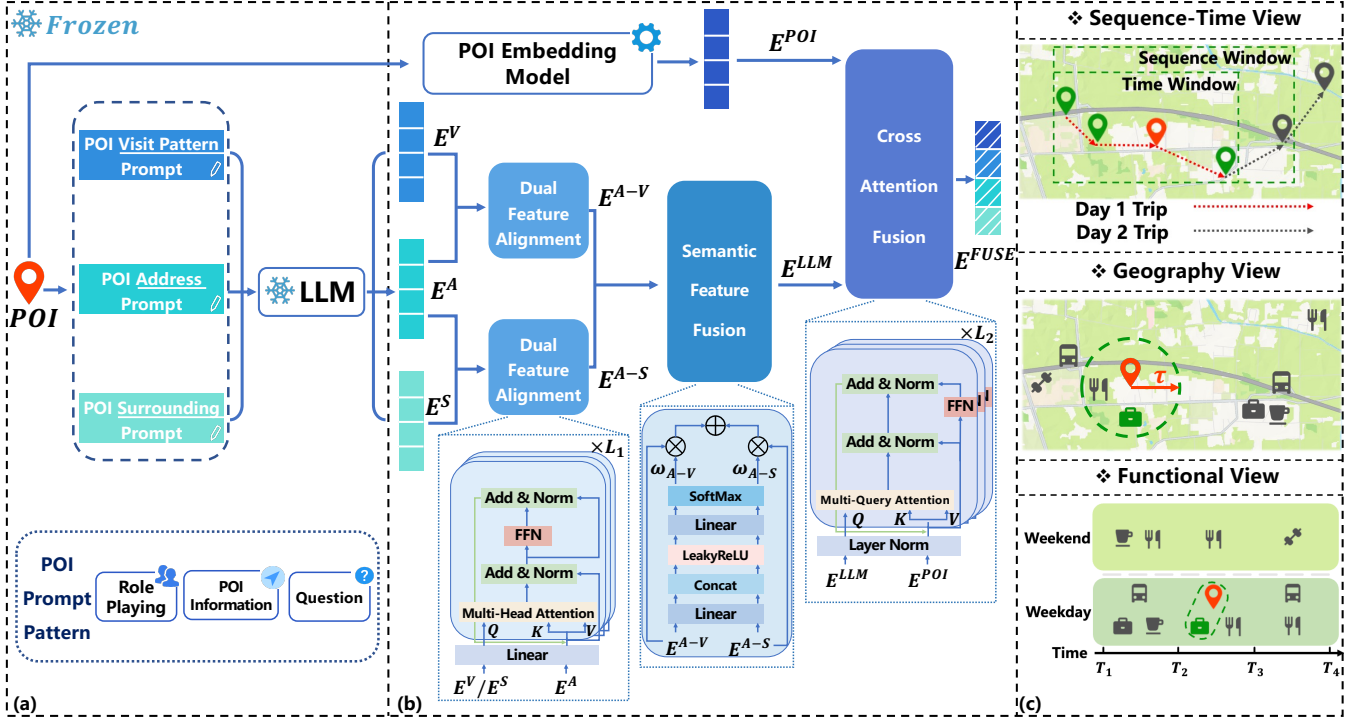 Frozen
POI
POI Visit Pattern
Prompt
POI Address
Prompt
POI Surrounding
Prompt
LLM
POI
Prompt
Pattern
Role
Playing
POI
Information
Question
?
(a)
POI Embedding
Model
E^{POI}
E^V
E^A
E^S
Dual
Feature
Alignment
E^{A-V}
Dual
Feature
Alignment
E^{A-S}
Semantic
Feature
Fusion
E^{LLM}
Cross
Attention
Fusion
E^{FUSE}
×L_1
Add & Norm
FFN
Add & Norm
Multi-Head Attention
Q K V
Linear
E^V/E^S E^A
ω_{A-V} ω_{A-S}
SoftMax
Linear
LeakyReLU
Concat
Linear
E^{A-V} E^{A-S}
×L_2
Add & Norm
FFN
Add & Norm
Multi-Query Attention
Q K V
Layer Norm
E^{LLM} E^{POI}
(b)
❖ Sequence-Time View
Sequence Window
Time Window
Day 1 Trip
Day 2 Trip
❖ Geography View
τ
❖ Functional View
Weekend
Weekday
Time
T_1 T_2 T_3 T_4
(c)